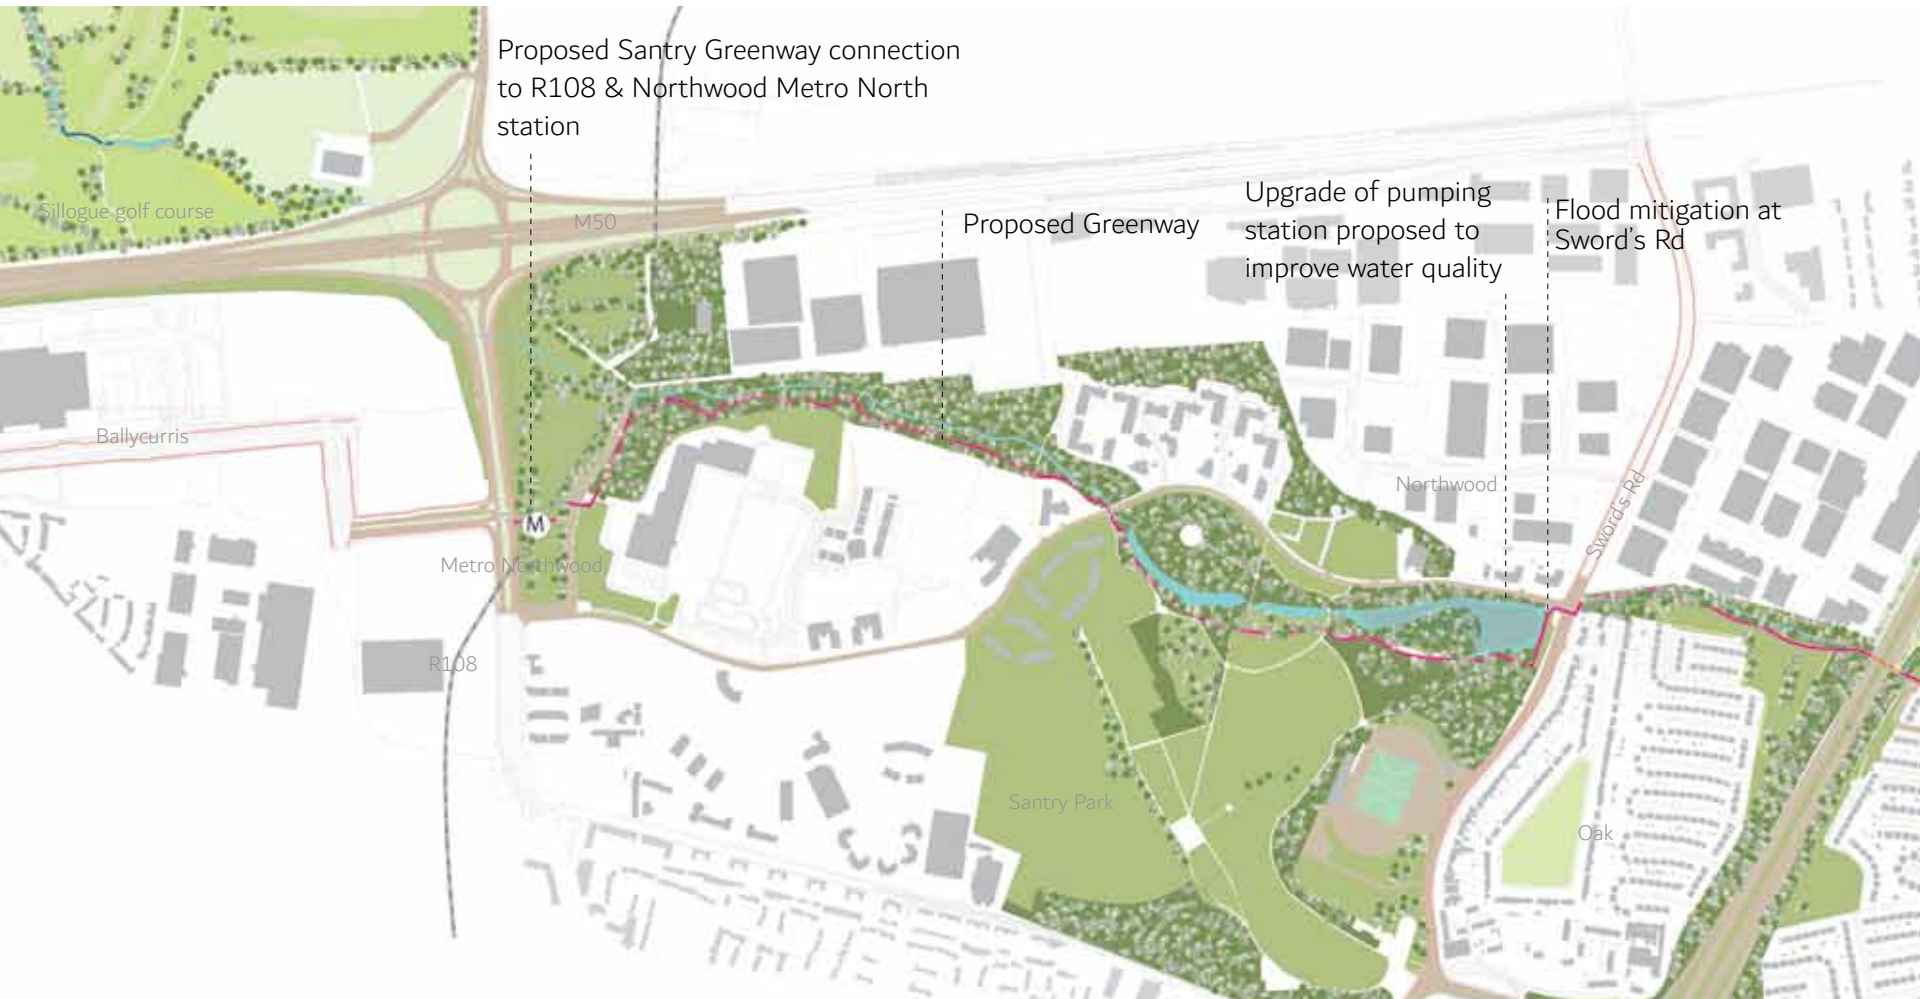 Proposed Santry Greenway connection
to R108 & Northwood Metro North
station
Proposed Greenway
Upgrade of pumping
station proposed to
improve water quality
Flood mitigation at
Sword's Rd
Sillogue golf course
M50
Ballycurris
Northwood
Sword's Rd
M
Metro Northwood
R108
Santry Park
Oak